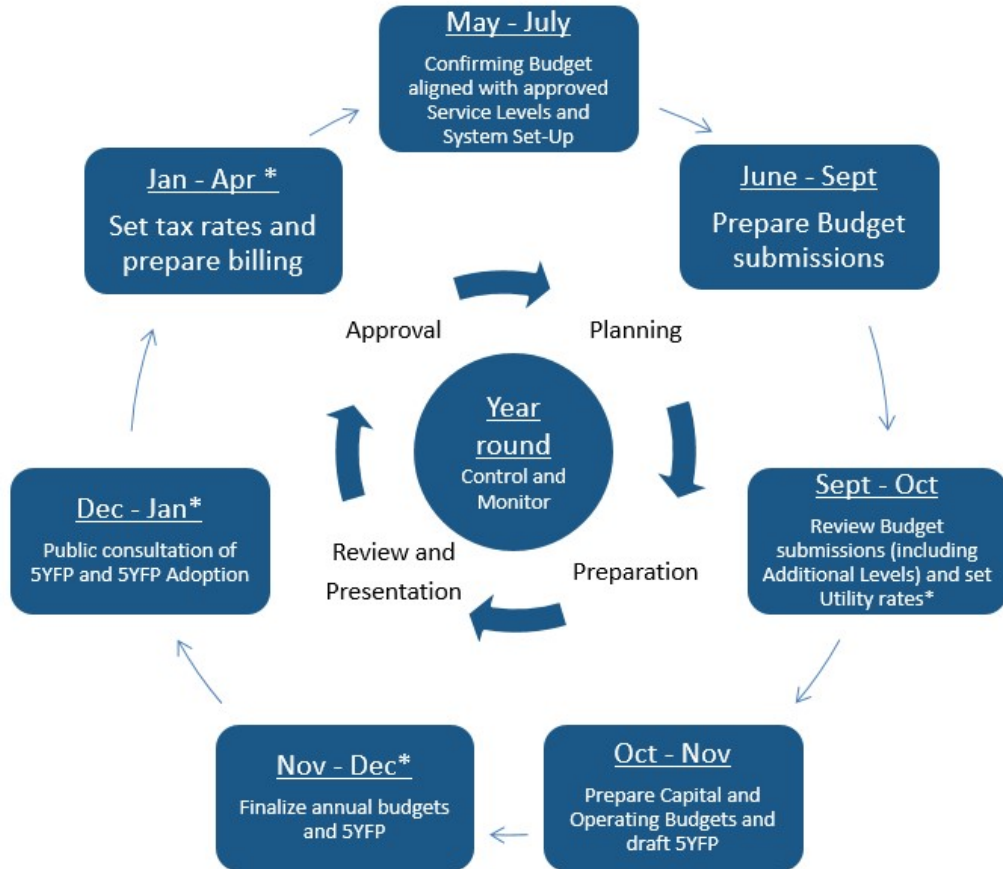 May - July
Confirming Budget
aligned with approved
Service Levels and
System Set-Up
June - Sept
Prepare Budget
submissions
Sept - Oct
Review Budget
submissions (including
Additional Levels) and set
Utility rates*
Oct - Nov
Prepare Capital and
Operating Budgets and
draft 5YFP
Nov - Dec*
Finalize annual budgets
and 5YFP
Dec - Jan*
Public consultation of
5YFP and 5YFP Adoption
Jan - Apr *
Set tax rates and
prepare billing
Approval
Planning
Preparation
Review and
Presentation
Year
round
Control and
Monitor